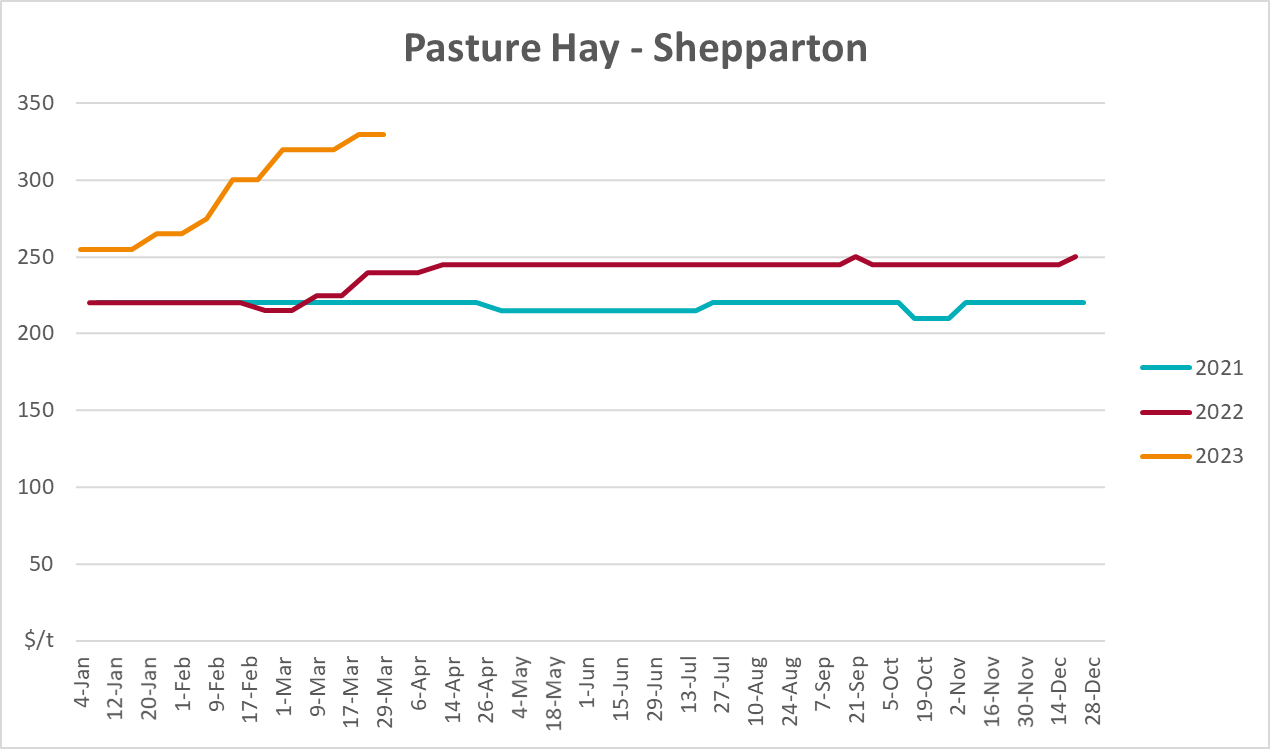 Pasture Hay - Shepparton
350
300
250
200
150
100
50
$/t
4-Jan
12-Jan
20-Jan
1-Feb
9-Feb
17-Feb
1-Mar
9-Mar
17-Mar
29-Mar
6-Apr
14-Apr
26-Apr
4-May
18-May
1-Jun
15-Jun
29-Jun
13-Jul
27-Jul
10-Aug
24-Aug
7-Sep
21-Sep
5-Oct
19-Oct
2-Nov
16-Nov
30-Nov
14-Dec
28-Dec
2021
2022
2023